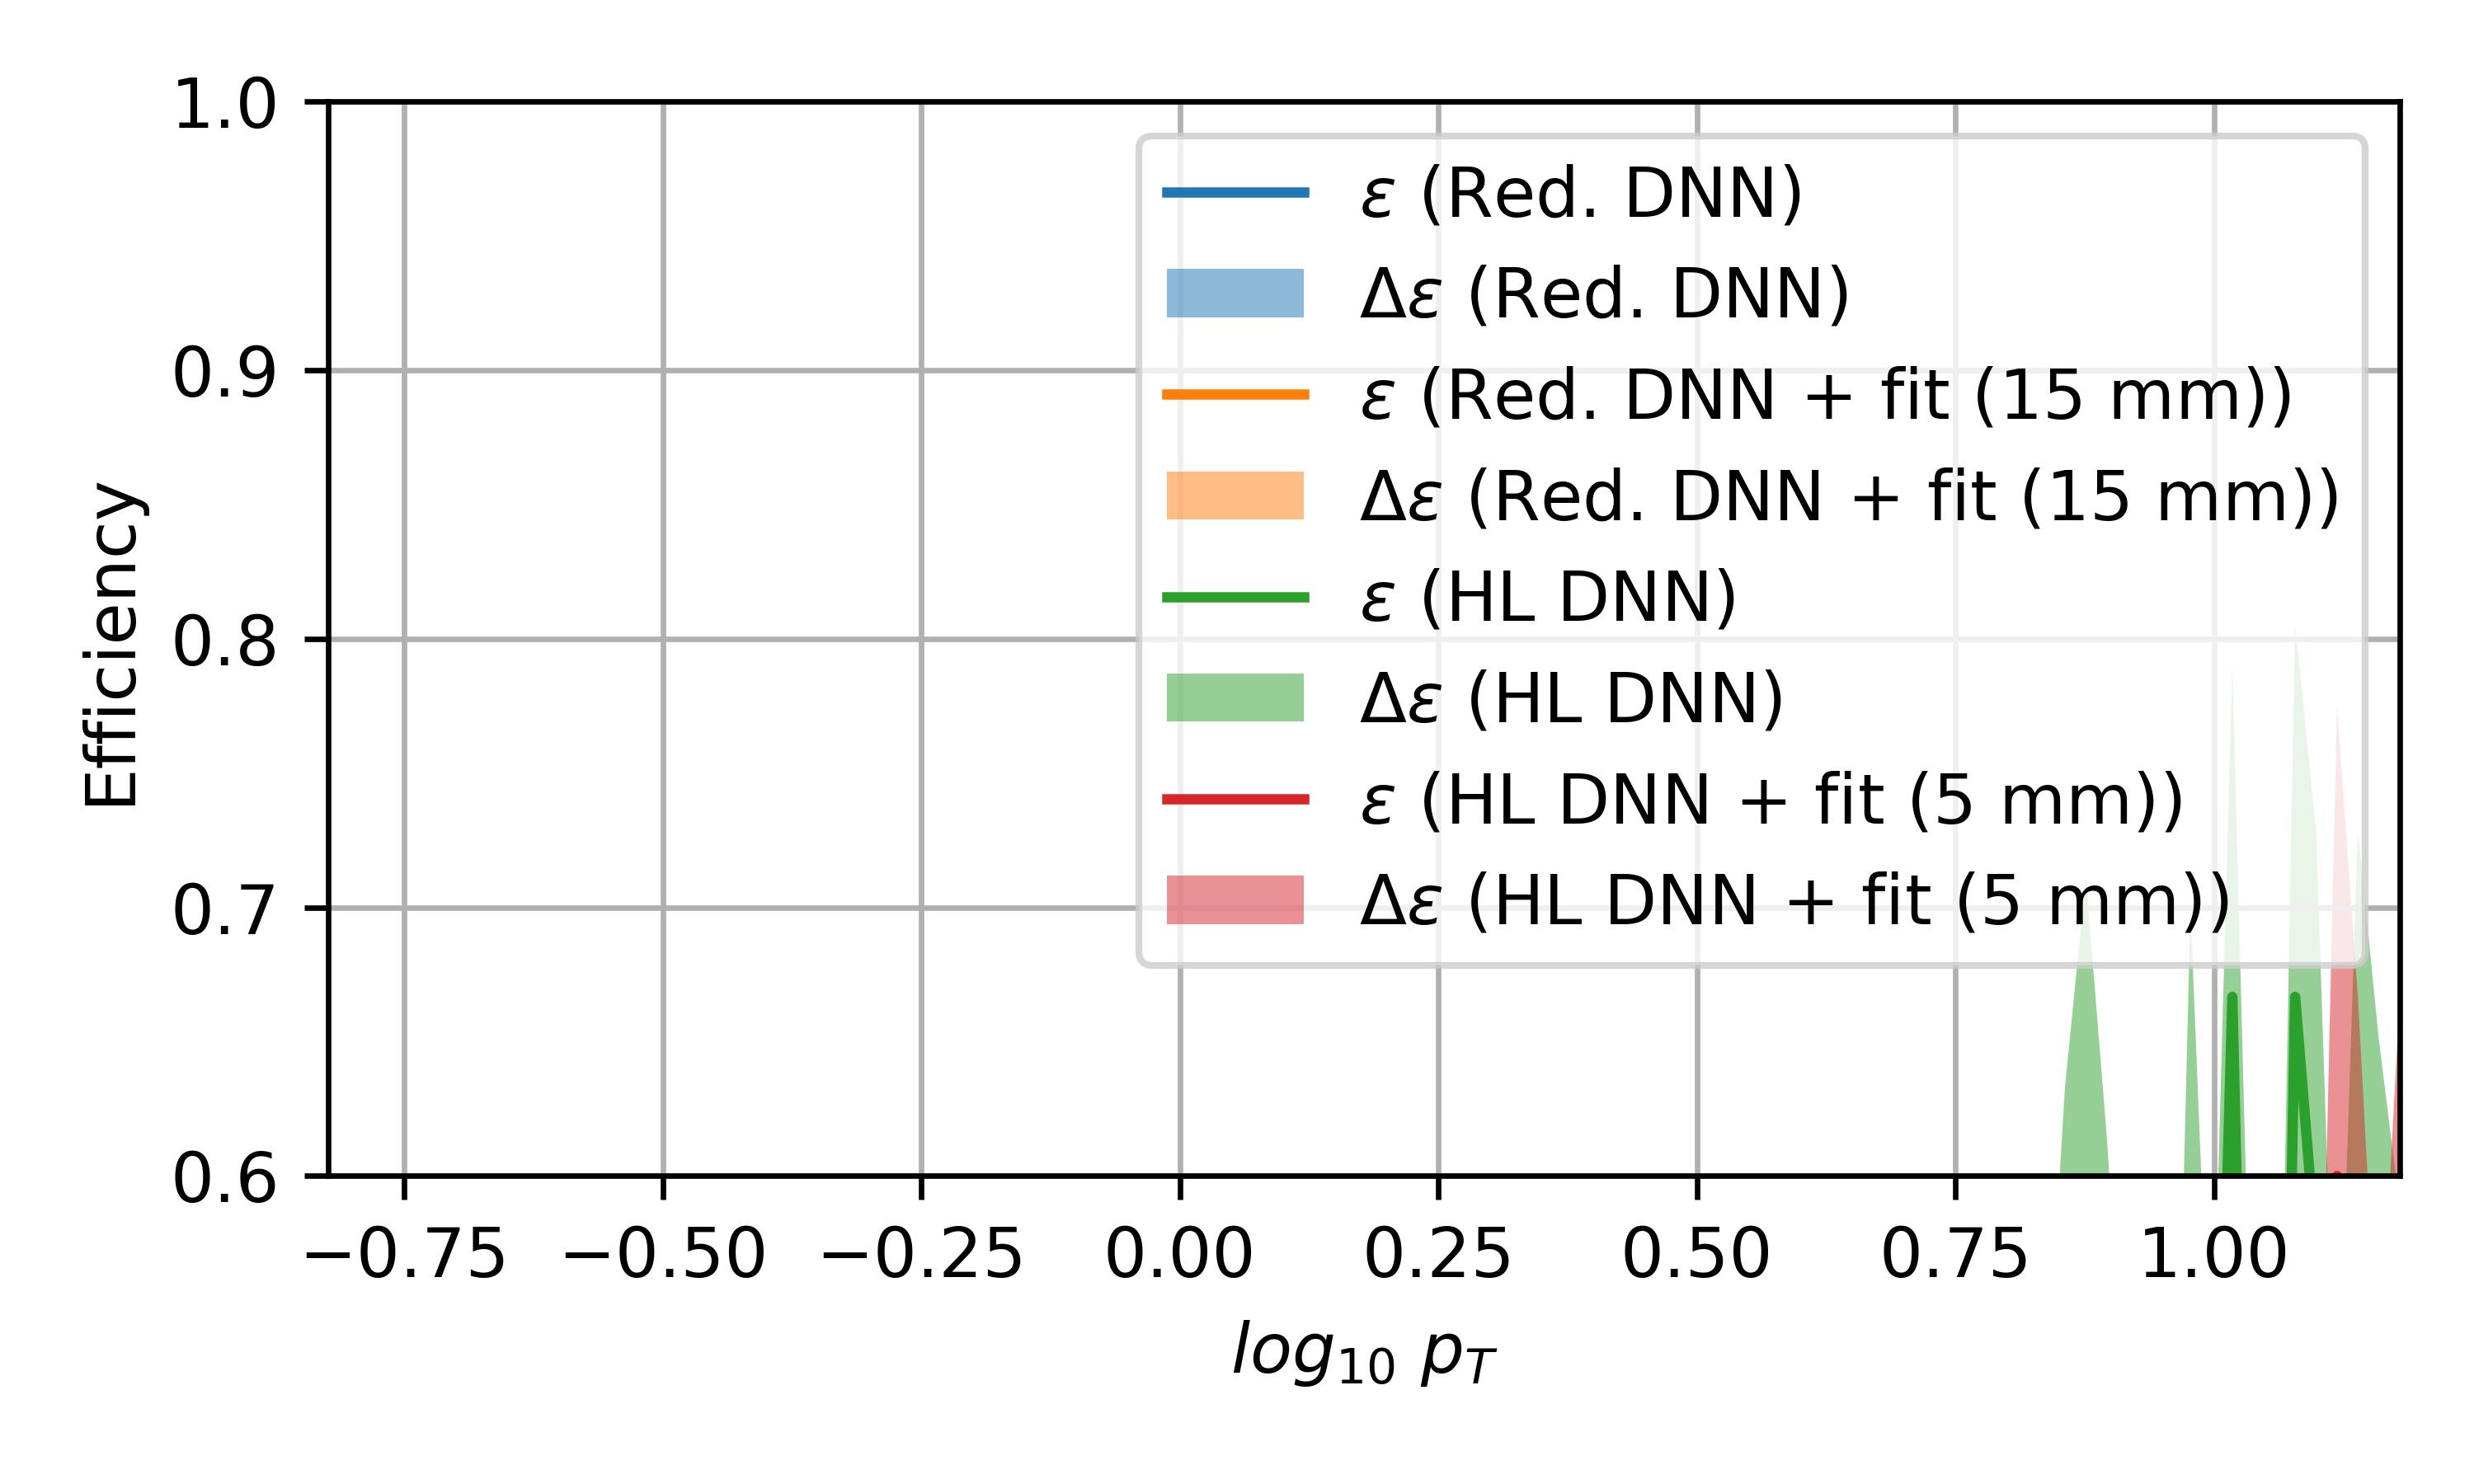 1.0
0.9
0.8
0.7
0.6
Efficiency
ε (Red. DNN)
Δε (Red. DNN)
ε (Red. DNN + fit (15 mm))
Δε (Red. DNN + fit (15 mm))
ε (HL DNN)
Δε (HL DNN)
ε (HL DNN + fit (5 mm))
Δε (HL DNN + fit (5 mm))
−0.75 −0.50 −0.25 0.00 0.25 0.50 0.75 1.00
log₁₀ p_T